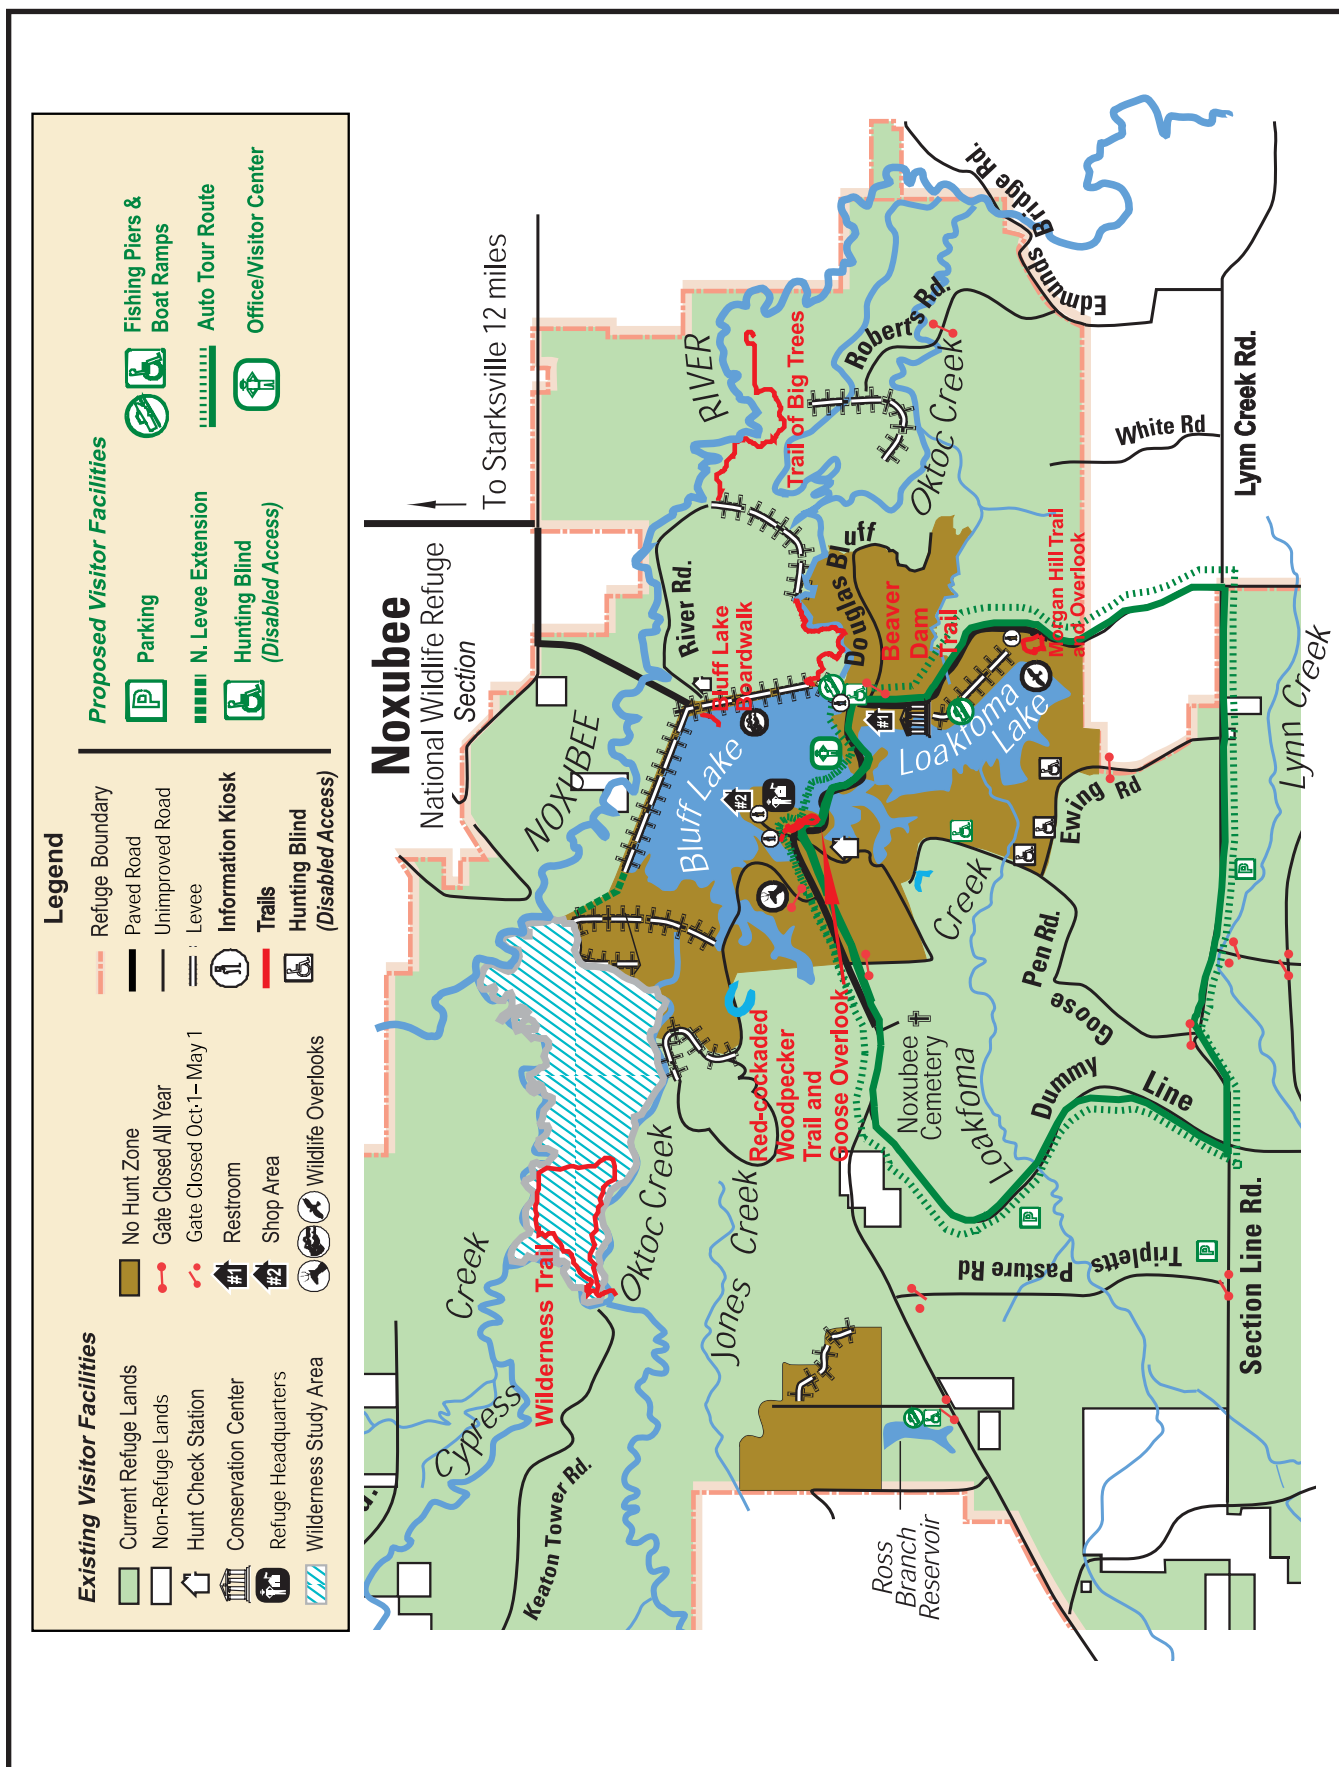 Legend
Existing Visitor Facilities
Current Refuge Lands
Non-Refuge Lands
Hunt Check Station
Conservation Center
Refuge Headquarters
Wilderness Study Area
No Hunt Zone
Gate Closed All Year
Gate Closed Oct-1–May 1
#1
Restroom
#2
Shop Area
Wildlife Overlooks
Refuge Boundary
Paved Road
Unimproved Road
Levee
Information Kiosk
Trails
Hunting Blind
(Disabled Access)
Proposed Visitor Facilities
P
Parking
N. Levee Extension
Hunting Blind
(Disabled Access)
Fishing Piers &
Boat Ramps
Auto Tour Route
Office/Visitor Center
Noxubee
National Wildlife Refuge
Section
To Starksville 12 miles
NOXUBEE
RIVER
River Rd.
Bluff Lake
Boardwalk
Bluff Lake
#2
#1
Trail of Big Trees
Roberts Rd.
Oktoc Creek
Edmunds Bridge Rd.
White Rd
Lynn Creek Rd.
Douglas Bluff
Beaver
Dam
Trail
Morgan Hill Trail
and Overlook
Loakfoma
Lake
Lynn Creek
Ewing Rd
Creek
Goose Pen Rd.
P
Red-cockaded
Woodpecker
Trail and
Goose Overlook
Noxubee
Cemetery
Loakfoma
Dummy Line
P
P
Tripletts Pasture Rd
Section Line Rd.
Wilderness Trail
Cypress Creek
Oktoc Creek
Jones Creek
Keaton Tower Rd.
Ross
Branch
Reservoir